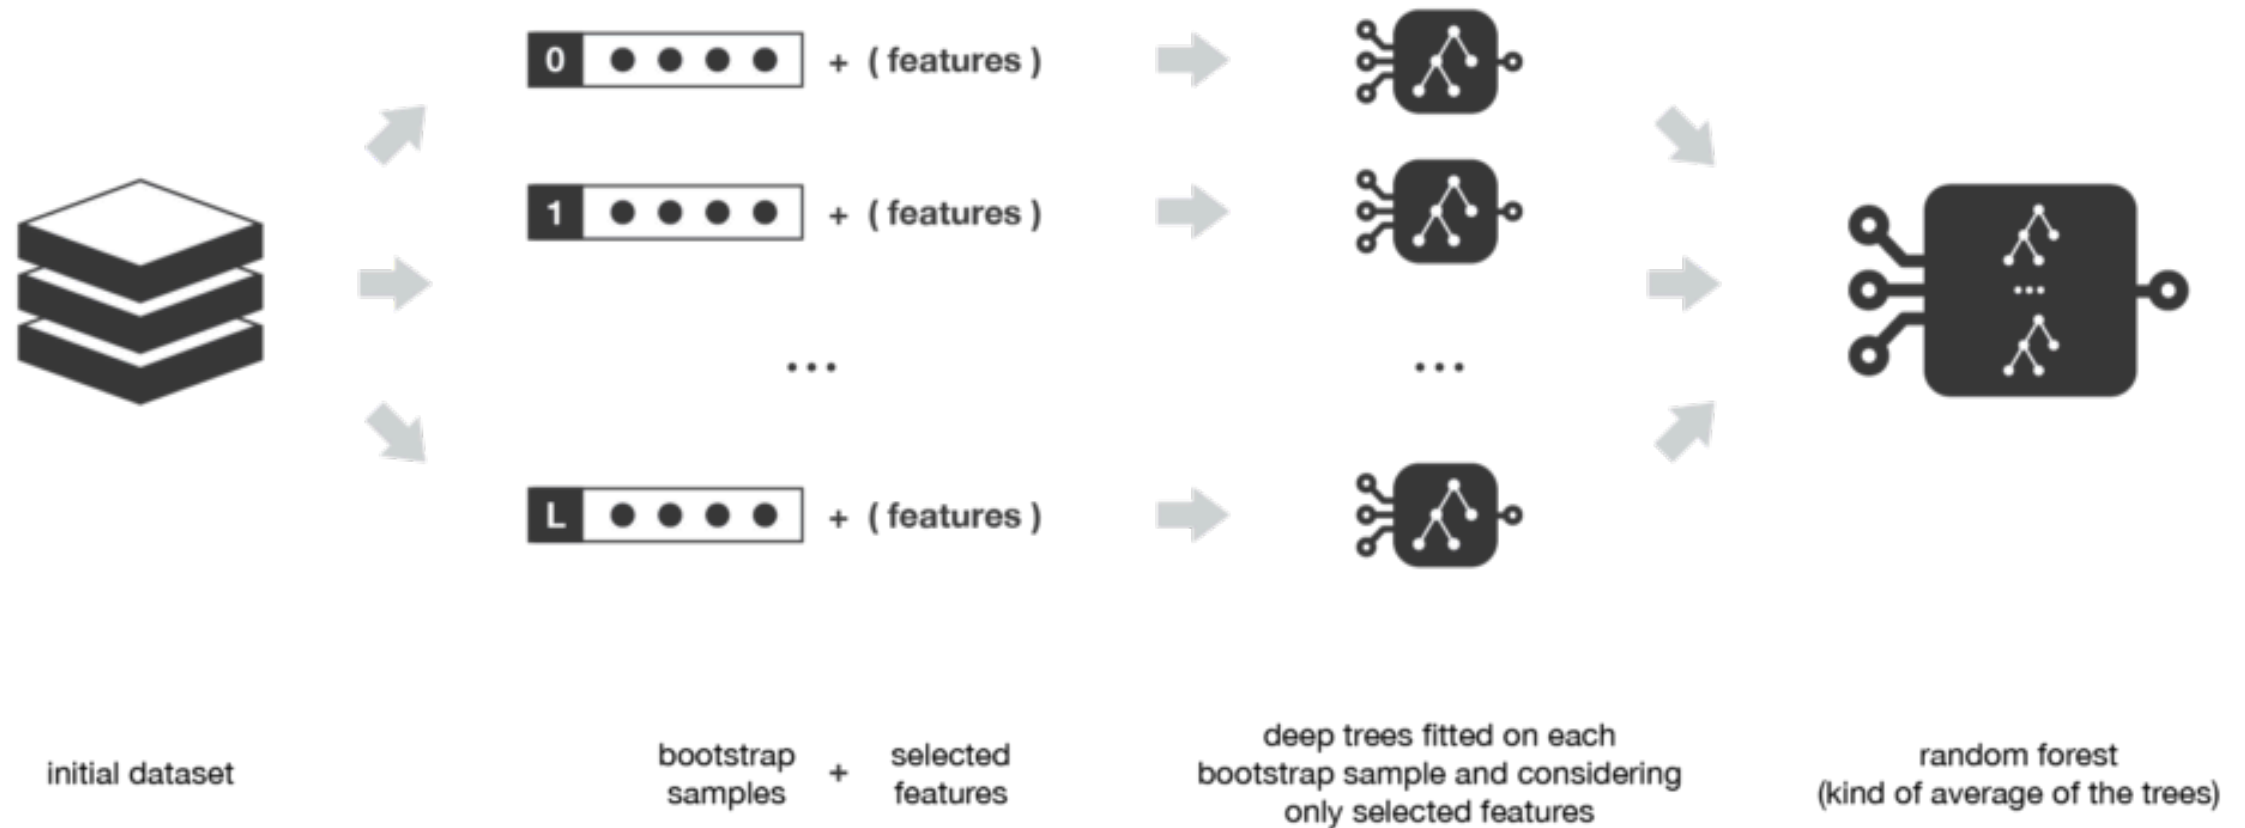 0 + ( features )
1 + ( features )
...
...
L + ( features )
initial dataset
bootstrap
samples
+
selected
features
deep trees fitted on each
bootstrap sample and considering
only selected features
random forest
(kind of average of the trees)